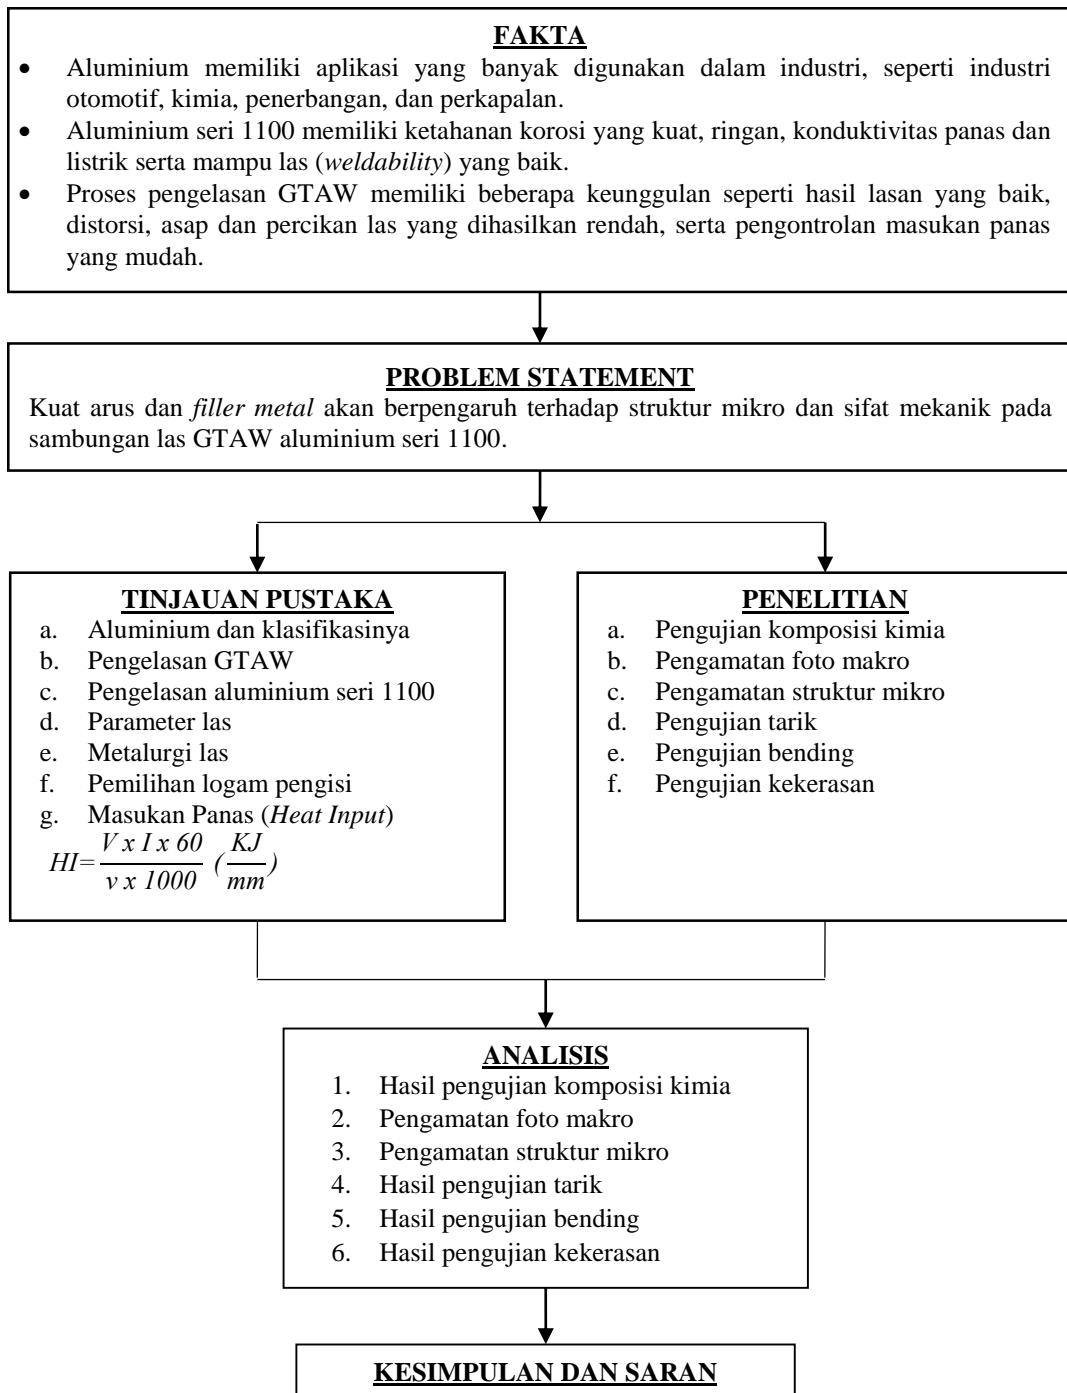 FAKTA
• Aluminium memiliki aplikasi yang banyak digunakan dalam industri, seperti industri
otomotif, kimia, penerbangan, dan perkapalan.
• Aluminium seri 1100 memiliki ketahanan korosi yang kuat, ringan, konduktivitas panas dan
listrik serta mampu las (weldability) yang baik.
• Proses pengelasan GTAW memiliki beberapa keunggulan seperti hasil lasan yang baik,
distorsi, asap dan percikan las yang dihasilkan rendah, serta pengontrolan masukan panas
yang mudah.
PROBLEM STATEMENT
Kuat arus dan filler metal akan berpengaruh terhadap struktur mikro dan sifat mekanik pada
sambungan las GTAW aluminium seri 1100.
TINJAUAN PUSTAKA
a. Aluminium dan klasifikasinya
b. Pengelasan GTAW
c. Pengelasan aluminium seri 1100
d. Parameter las
e. Metalurgi las
f. Pemilihan logam pengisi
g. Masukan Panas (Heat Input)
HI= V x I x 60 / v x 1000 (KJ/mm)
PENELITIAN
a. Pengujian komposisi kimia
b. Pengamatan foto makro
c. Pengamatan struktur mikro
d. Pengujian tarik
e. Pengujian bending
f. Pengujian kekerasan
ANALISIS
1. Hasil pengujian komposisi kimia
2. Pengamatan foto makro
3. Pengamatan struktur mikro
4. Hasil pengujian tarik
5. Hasil pengujian bending
6. Hasil pengujian kekerasan
KESIMPULAN DAN SARAN